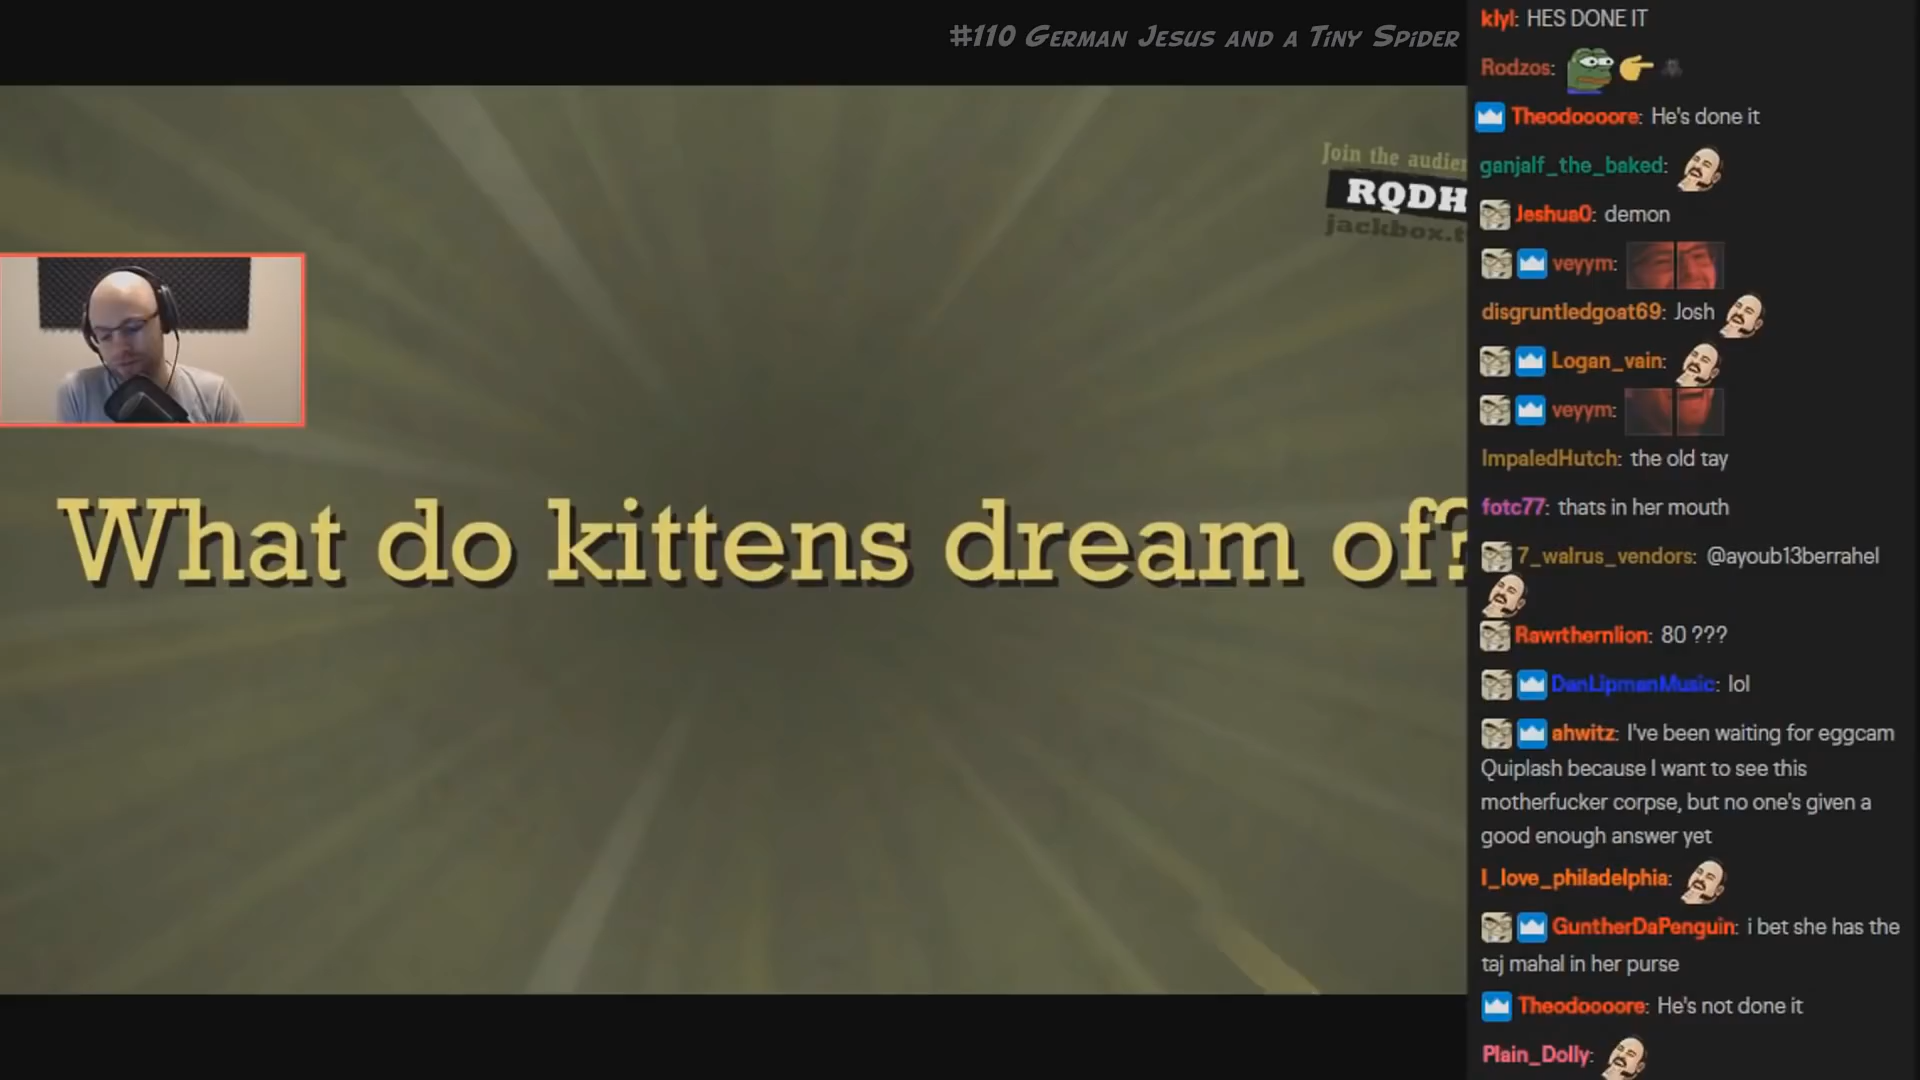 #110 German Jesus and a Tiny Spider
Join the audien
RQDH
jackbox.t
What do kittens dream of?
klyl: HES DONE IT
Rodzos:
Theodoooore: He's done it
ganjalf_the_baked:
Jeshua0: demon
veyym:
disgruntledgoat69: Josh
Logan_vain:
veyym:
ImpaledHutch: the old tay
fotc77: thats in her mouth
7_walrus_vendors: @ayoub13berrahel
Rawrthernlion: 80 ???
DanLipmanMusic: lol
ahwitz: I've been waiting for eggcam
Quiplash because I want to see this
motherfucker corpse, but no one's given a
good enough answer yet
I_love_philadelphia:
GuntherDaPenguin: i bet she has the
taj mahal in her purse
Theodoooore: He's not done it
Plain_Dolly: